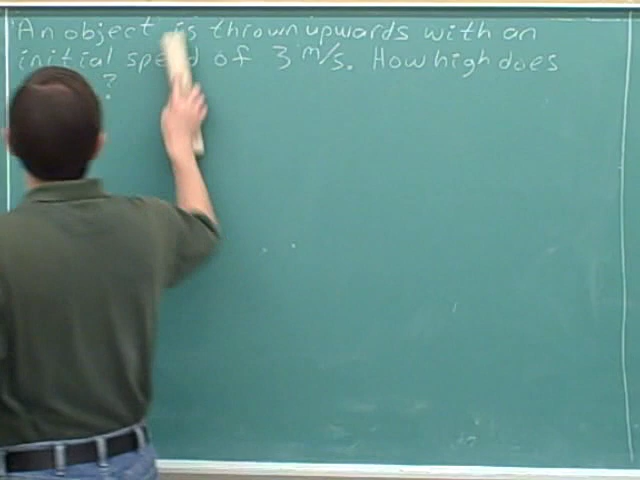 An object is thrown upwards with an
initial speed of 3 m/s. How high does
?